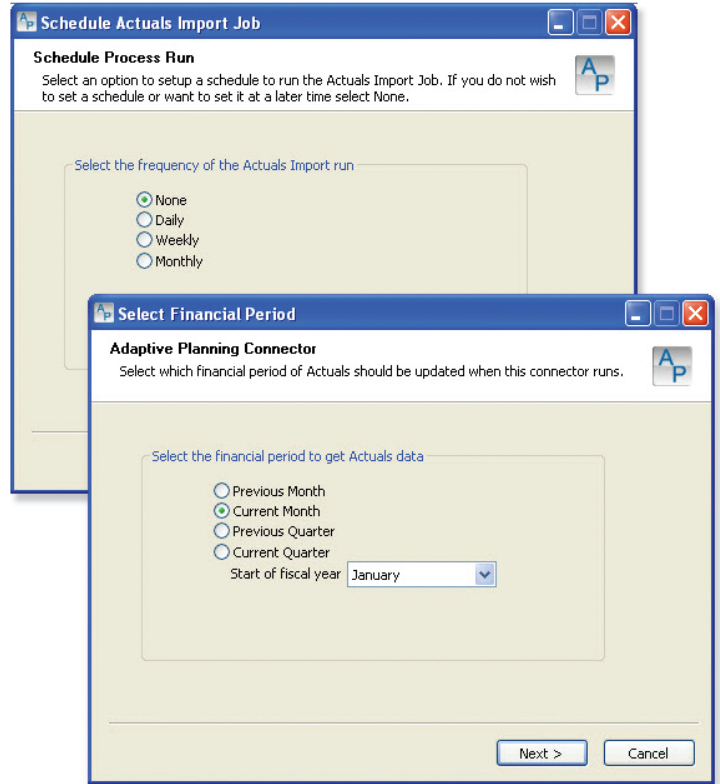 AP Schedule Actuals Import Job
Schedule Process Run
Select an option to setup a schedule to run the Actuals Import Job. If you do not wish
to set a schedule or want to set it at a later time select None.
AP
Select the frequency of the Actuals Import run
None
Daily
Weekly
Monthly
AP Select Financial Period
Adaptive Planning Connector
Select which financial period of Actuals should be updated when this connector runs.
AP
Select the financial period to get Actuals data
Previous Month
Current Month
Previous Quarter
Current Quarter
Start of fiscal year January
Next > Cancel